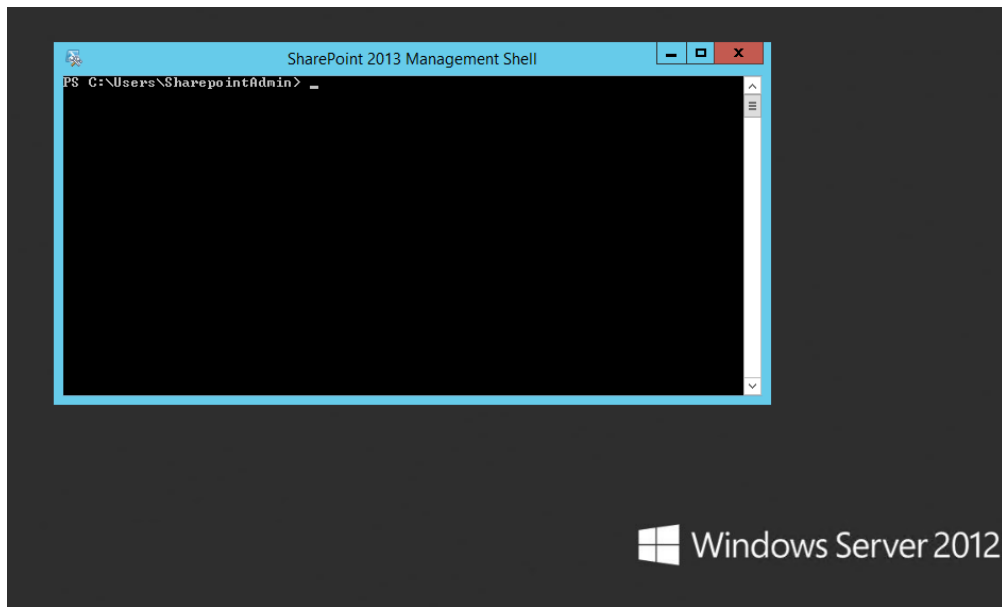 SharePoint 2013 Management Shell
PS C:\Users\SharepointAdmin> _
Windows Server 2012